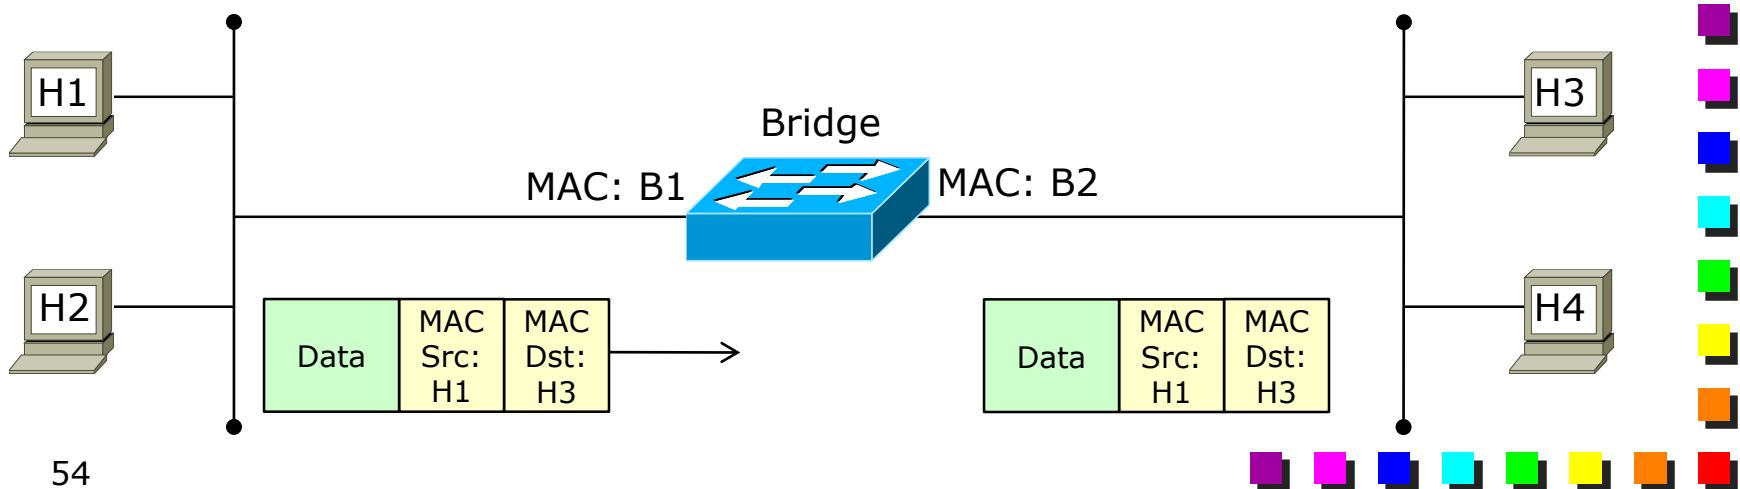 H1
H3
Bridge
MAC: B1
MAC: B2
H2
H4
Data
MAC
Src:
H1
MAC
Dst:
H3
Data
MAC
Src:
H1
MAC
Dst:
H3
54